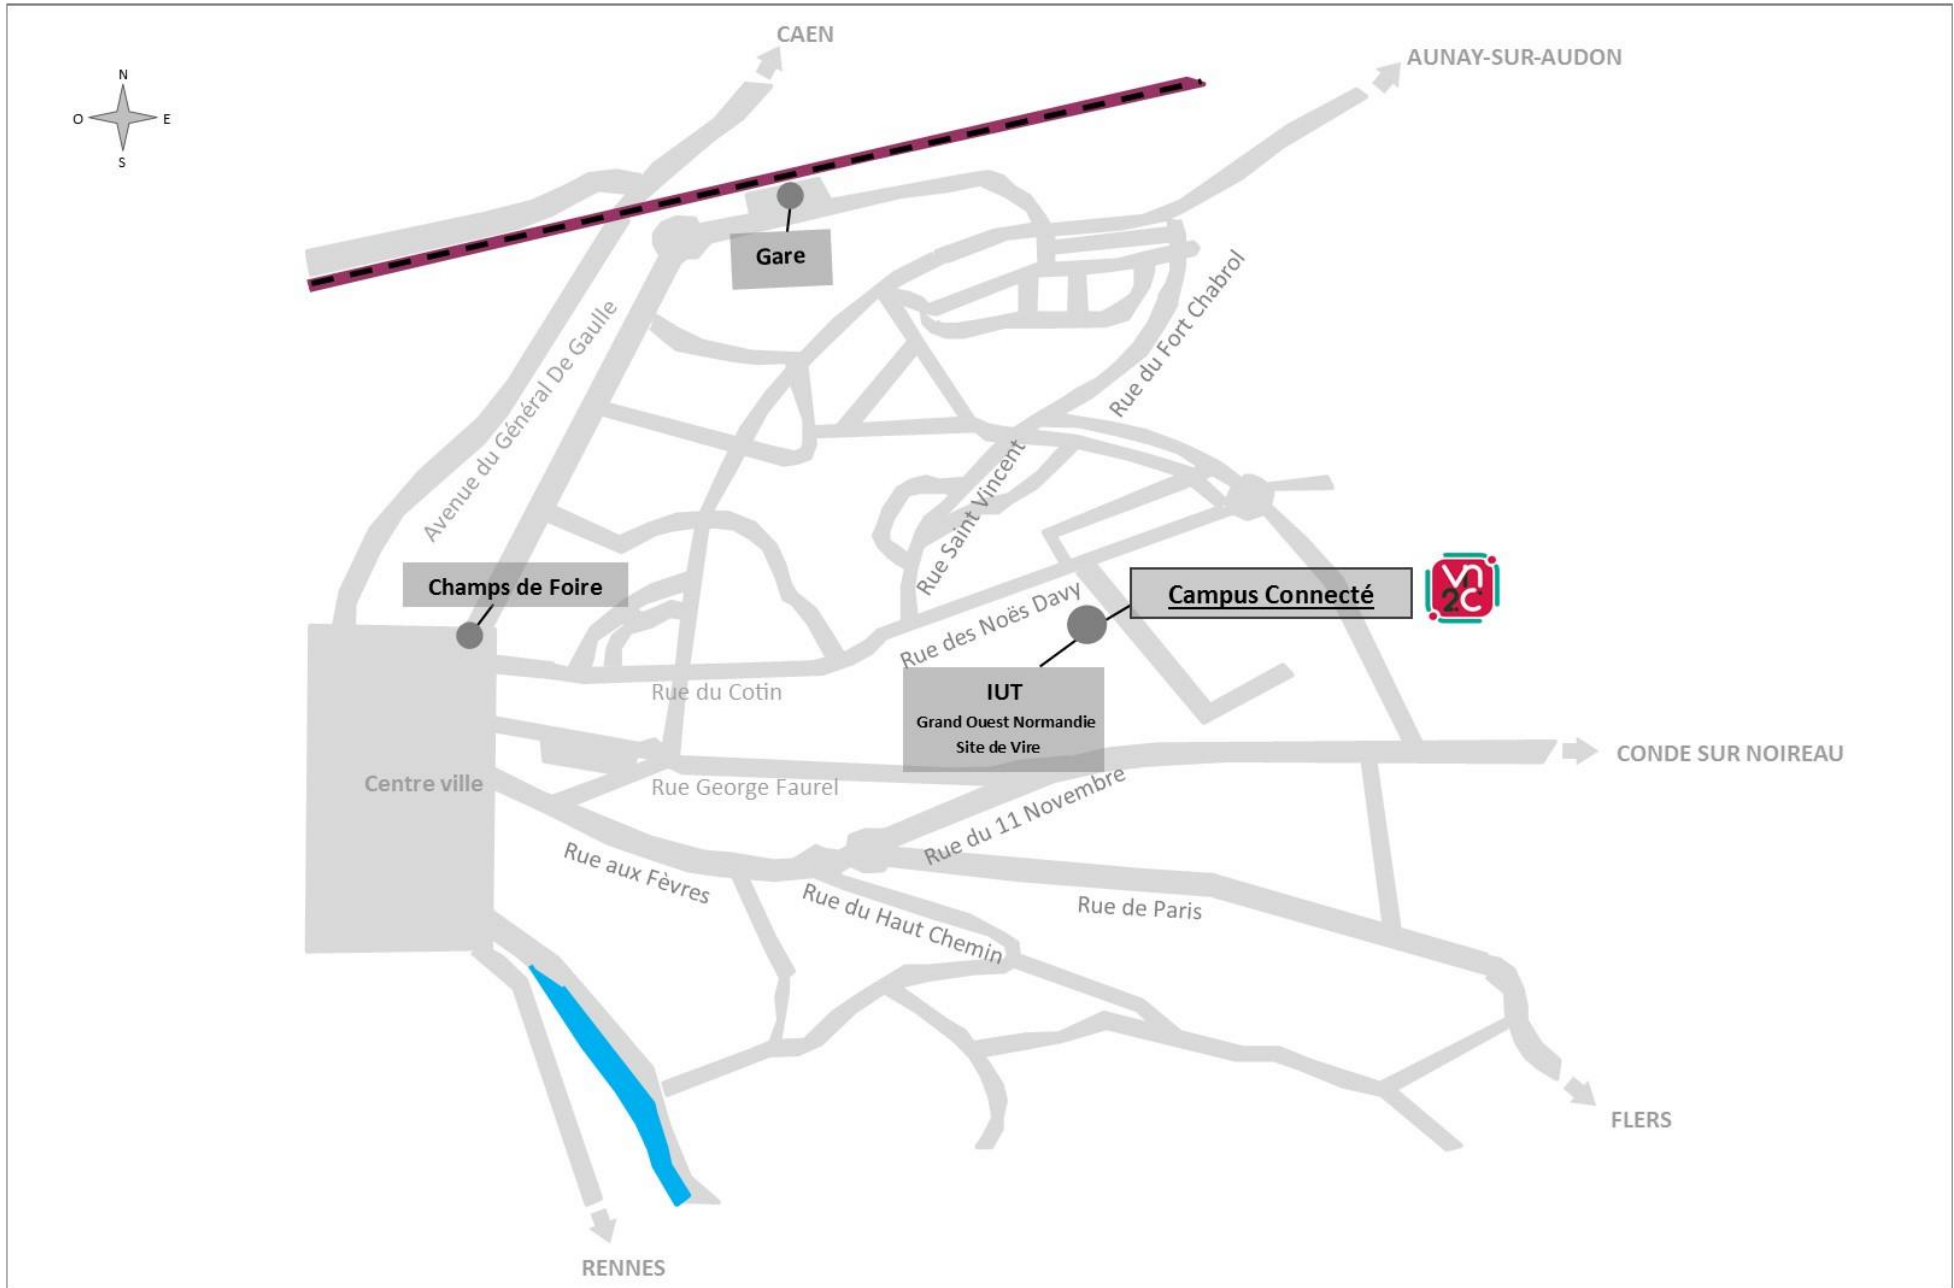 CAEN
AUNAY-SUR-AUDON
N
O
E
S
Gare
Avenue du Général De Gaulle
Rue du Fort Chabrol
Rue Saint Vincent
Champs de Foire
Campus Connecté
vn
2c
Rue des Noës Davy
Rue du Cotin
IUT
Grand Ouest Normandie
Site de Vire
Centre ville
Rue George Faurel
CONDE SUR NOIREAU
Rue du 11 Novembre
Rue aux Fèvres
Rue du Haut Chemin
Rue de Paris
FLERS
RENNES